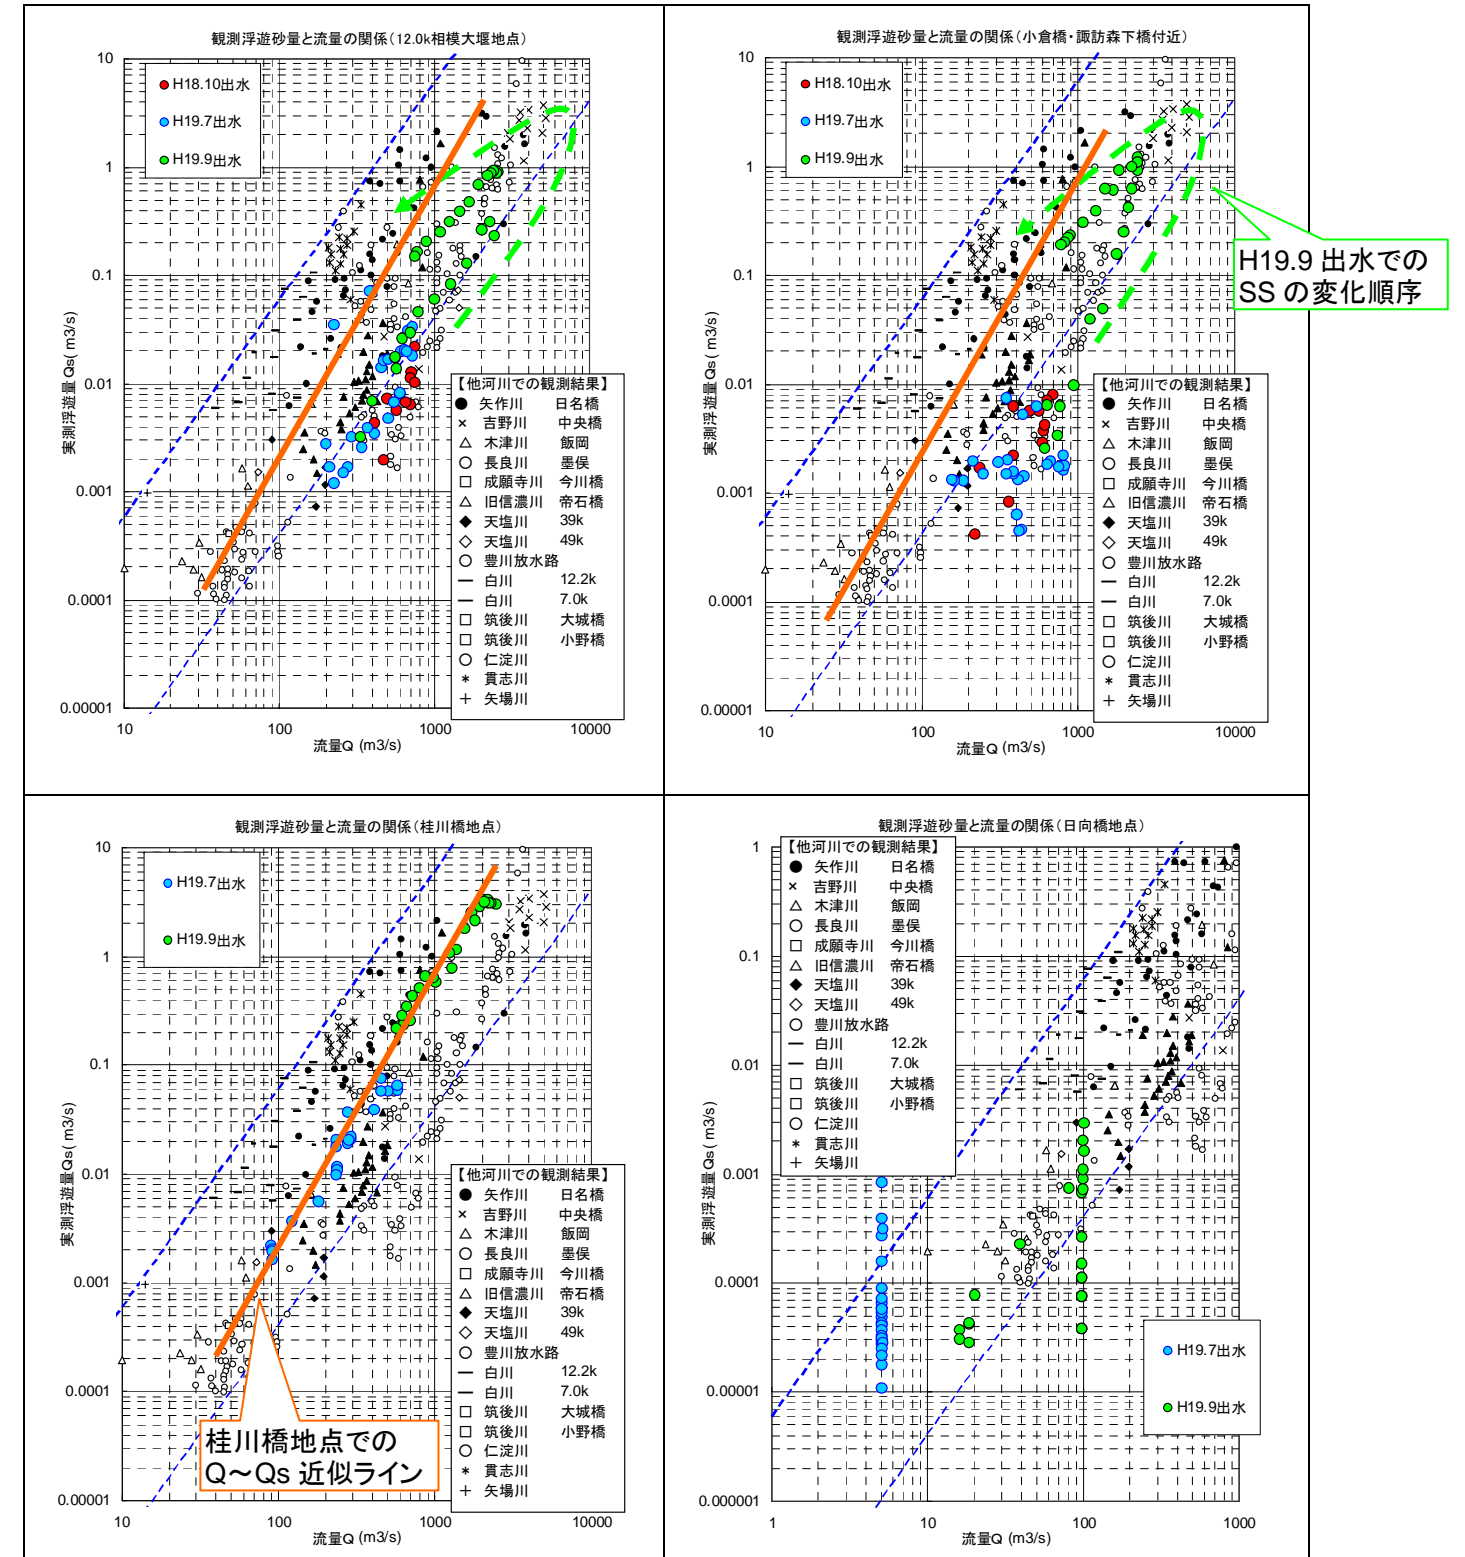 観測浮遊砂量と流量の関係(12.0k相模大堰地点)
10
1
0.1
0.01
0.001
0.0001
0.00001
実測浮遊量 Qs( m3/s)
H18.10出水
H19.7出水
H19.9出水
【他河川での観測結果】
矢作川 日名橋
吉野川 中央橋
木津川 飯岡
長良川 墨俣
成願寺川 今川橋
旧信濃川 帝石橋
天塩川 39k
天塩川 49k
豊川放水路
白川 12.2k
白川 7.0k
筑後川 大城橋
筑後川 小野橋
仁淀川
貫志川
矢場川
10 100 1000 10000
流量Q (m3/s)
観測浮遊砂量と流量の関係(小倉橋・諏訪森下橋付近)
10
1
0.1
0.01
0.001
0.0001
0.00001
実測浮遊量 Qs( m3/s)
H18.10出水
H19.7出水
H19.9出水
H19.9 出水での
SS の変化順序
【他河川での観測結果】
矢作川 日名橋
吉野川 中央橋
木津川 飯岡
長良川 墨俣
成願寺川 今川橋
旧信濃川 帝石橋
天塩川 39k
天塩川 49k
豊川放水路
白川 12.2k
白川 7.0k
筑後川 大城橋
筑後川 小野橋
仁淀川
貫志川
矢場川
10 100 1000 10000
流量Q (m3/s)
観測浮遊砂量と流量の関係(桂川橋地点)
10
1
0.1
0.01
0.001
0.0001
0.00001
実測浮遊量 Qs( m3/s)
H19.7出水
H19.9出水
【他河川での観測結果】
矢作川 日名橋
吉野川 中央橋
木津川 飯岡
長良川 墨俣
成願寺川 今川橋
旧信濃川 帝石橋
天塩川 39k
天塩川 49k
豊川放水路
白川 12.2k
白川 7.0k
筑後川 大城橋
筑後川 小野橋
仁淀川
貫志川
矢場川
桂川橋地点での
Q～Qs 近似ライン
10 100 1000 10000
流量Q (m3/s)
観測浮遊砂量と流量の関係(日向橋地点)
【他河川での観測結果】
矢作川 日名橋
吉野川 中央橋
木津川 飯岡
長良川 墨俣
成願寺川 今川橋
旧信濃川 帝石橋
天塩川 39k
天塩川 49k
豊川放水路
白川 12.2k
白川 7.0k
筑後川 大城橋
筑後川 小野橋
仁淀川
貫志川
矢場川
1
0.1
0.01
0.001
0.0001
0.00001
0.000001
実測浮遊量 Qs( m3/s)
H19.7出水
H19.9出水
1 10 100 1000
流量Q (m3/s)